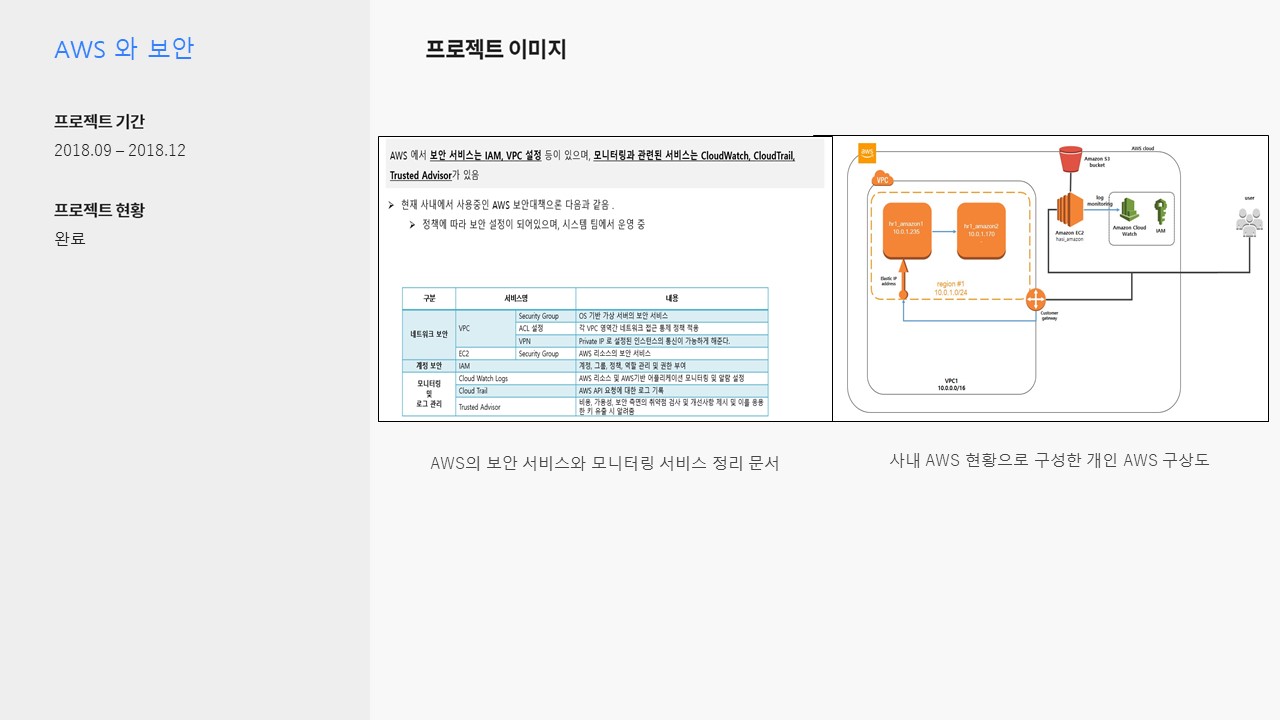 AWS 와 보안
프로젝트 기간
2018.09 – 2018.12
프로젝트 현황
완료
프로젝트 이미지
AWS 에서 보안 서비스는 IAM, VPC 설정 등이 있으며, 모니터링과 관련된 서비스는 CloudWatch, CloudTrail,
Trusted Advisor가 있음
현재 사내에서 사용중인 AWS 보안대책으론 다음과 같음 .
정책에 따라 보안 설정이 되어있으며, 시스템 팀에서 운영 중
구분 서비스명 내용
네트워크 보안 VPC Security Group OS 기반 가상 서버의 보안 서비스
ACL 설정 각 VPC 영역간 네트워크 접근 통제 정책 적용
VPN Private IP 로 설정된 인스턴스의 통신이 가능하게 해준다.
EC2 Security Group AWS 리소스의 보안 서비스
계정 보안 IAM 계정, 그룹, 정책, 역할 관리 및 권한 부여
모니터링
및
로그 관리
Cloud Watch Logs AWS 리소스 및 AWS기반 어플리케이션 모니터링 및 알람 설정
Cloud Trail AWS API 요청에 대한 로그 기록
Trusted Advisor 비용, 가용성, 보안 측면의 취약점 검사 및 개선사항 제시 및 이를 응용
한 키 유출 시 알려줌
AWS의 보안 서비스와 모니터링 서비스 정리 문서
aws
AWS cloud
VPC
Amazon S3
bucket
hr1_amazon1
10.0.1.235
hr1_amazon2
10.0.1.170
log
monitoring
Amazon EC2
Amazon Cloud
Watch
IAM
user
Elastic IP
address
region #1
10.0.1.0/24
Customer
gateway
VPC1
10.0.0.0/16
사내 AWS 현황으로 구성한 개인 AWS 구상도